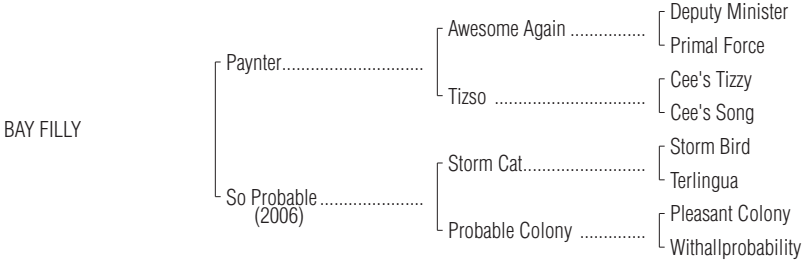 Deputy Minister
Awesome Again ................
Primal Force
Paynter.............................
Cee's Tizzy
Tizso ................................
Cee's Song
BAY FILLY
Storm Bird
Storm Cat.........................
Terlingua
So Probable......................
(2006)
Pleasant Colony
Probable Colony ..............
Withallprobability